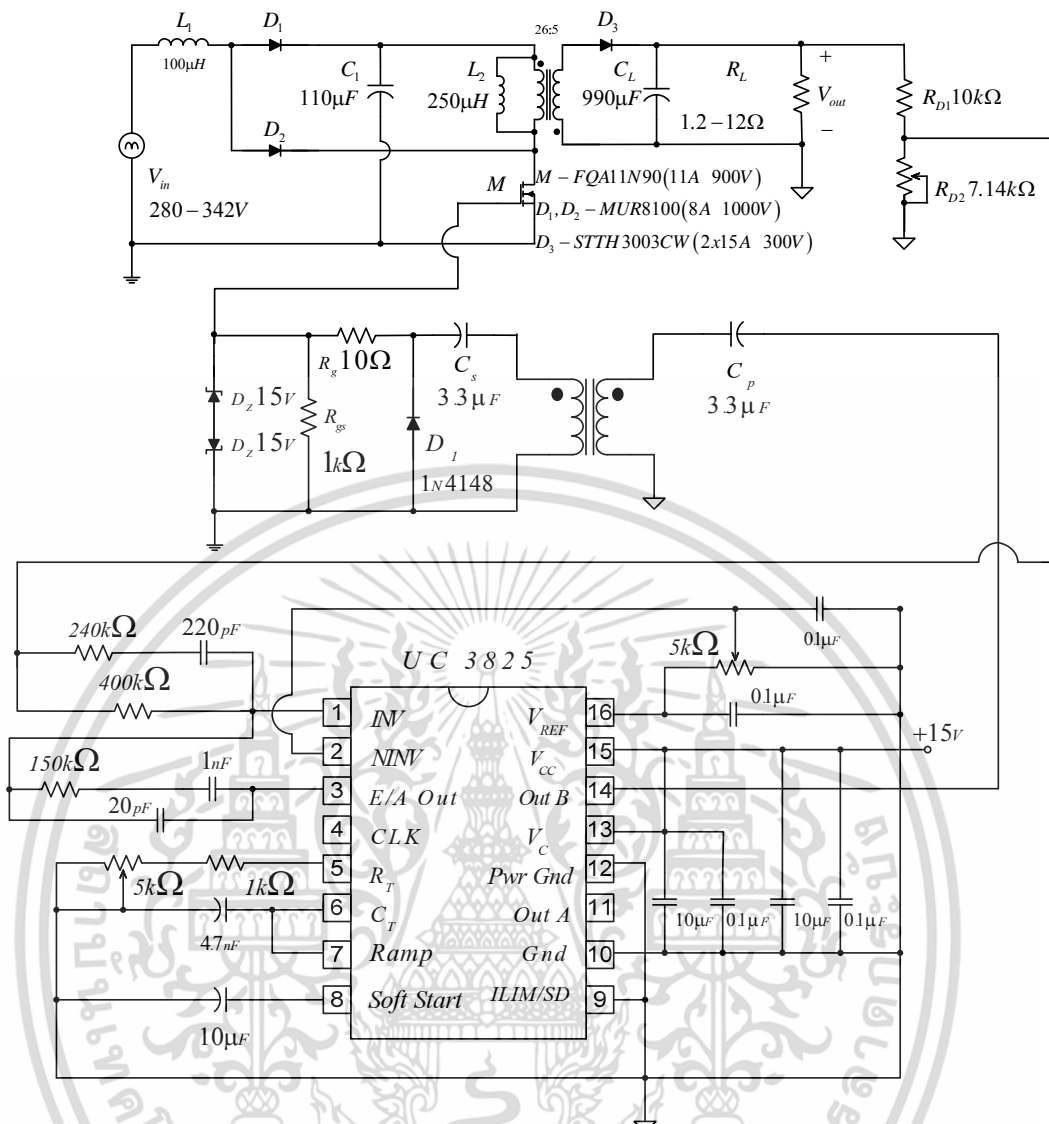 L1
100μH
D1
26:5
D3
C1
110μF
L2
250μH
CL
990μF
RL
1.2–12Ω
+
Vout
−
RD1 10kΩ
D2
Vin
280–342V
M
M – FQA11N90(11A 900V)
D1, D2 – MUR8100(8A 1000V)
D3 – STTH3003CW(2x15A 300V)
RD2 7.14kΩ
Rg 10Ω
Cs
3.3μF
Cp
3.3μF
DZ 15V
DZ 15V
Rgs
1kΩ
D1
1N4148
240kΩ
220pF
400kΩ
150kΩ
1nF
20pF
5kΩ
1kΩ
4.7nF
10μF
UC 3825
1 INV
2 NINV
3 E/A Out
4 CLK
5 RT
6 CT
7 Ramp
8 Soft Start
16 VREF
15 VCC
14 Out B
13 VC
12 Pwr Gnd
11 Out A
10 Gnd
9 ILIM/SD
0.1μF
5kΩ
0.1μF
+15V
10μF
0.1μF
10μF
0.1μF